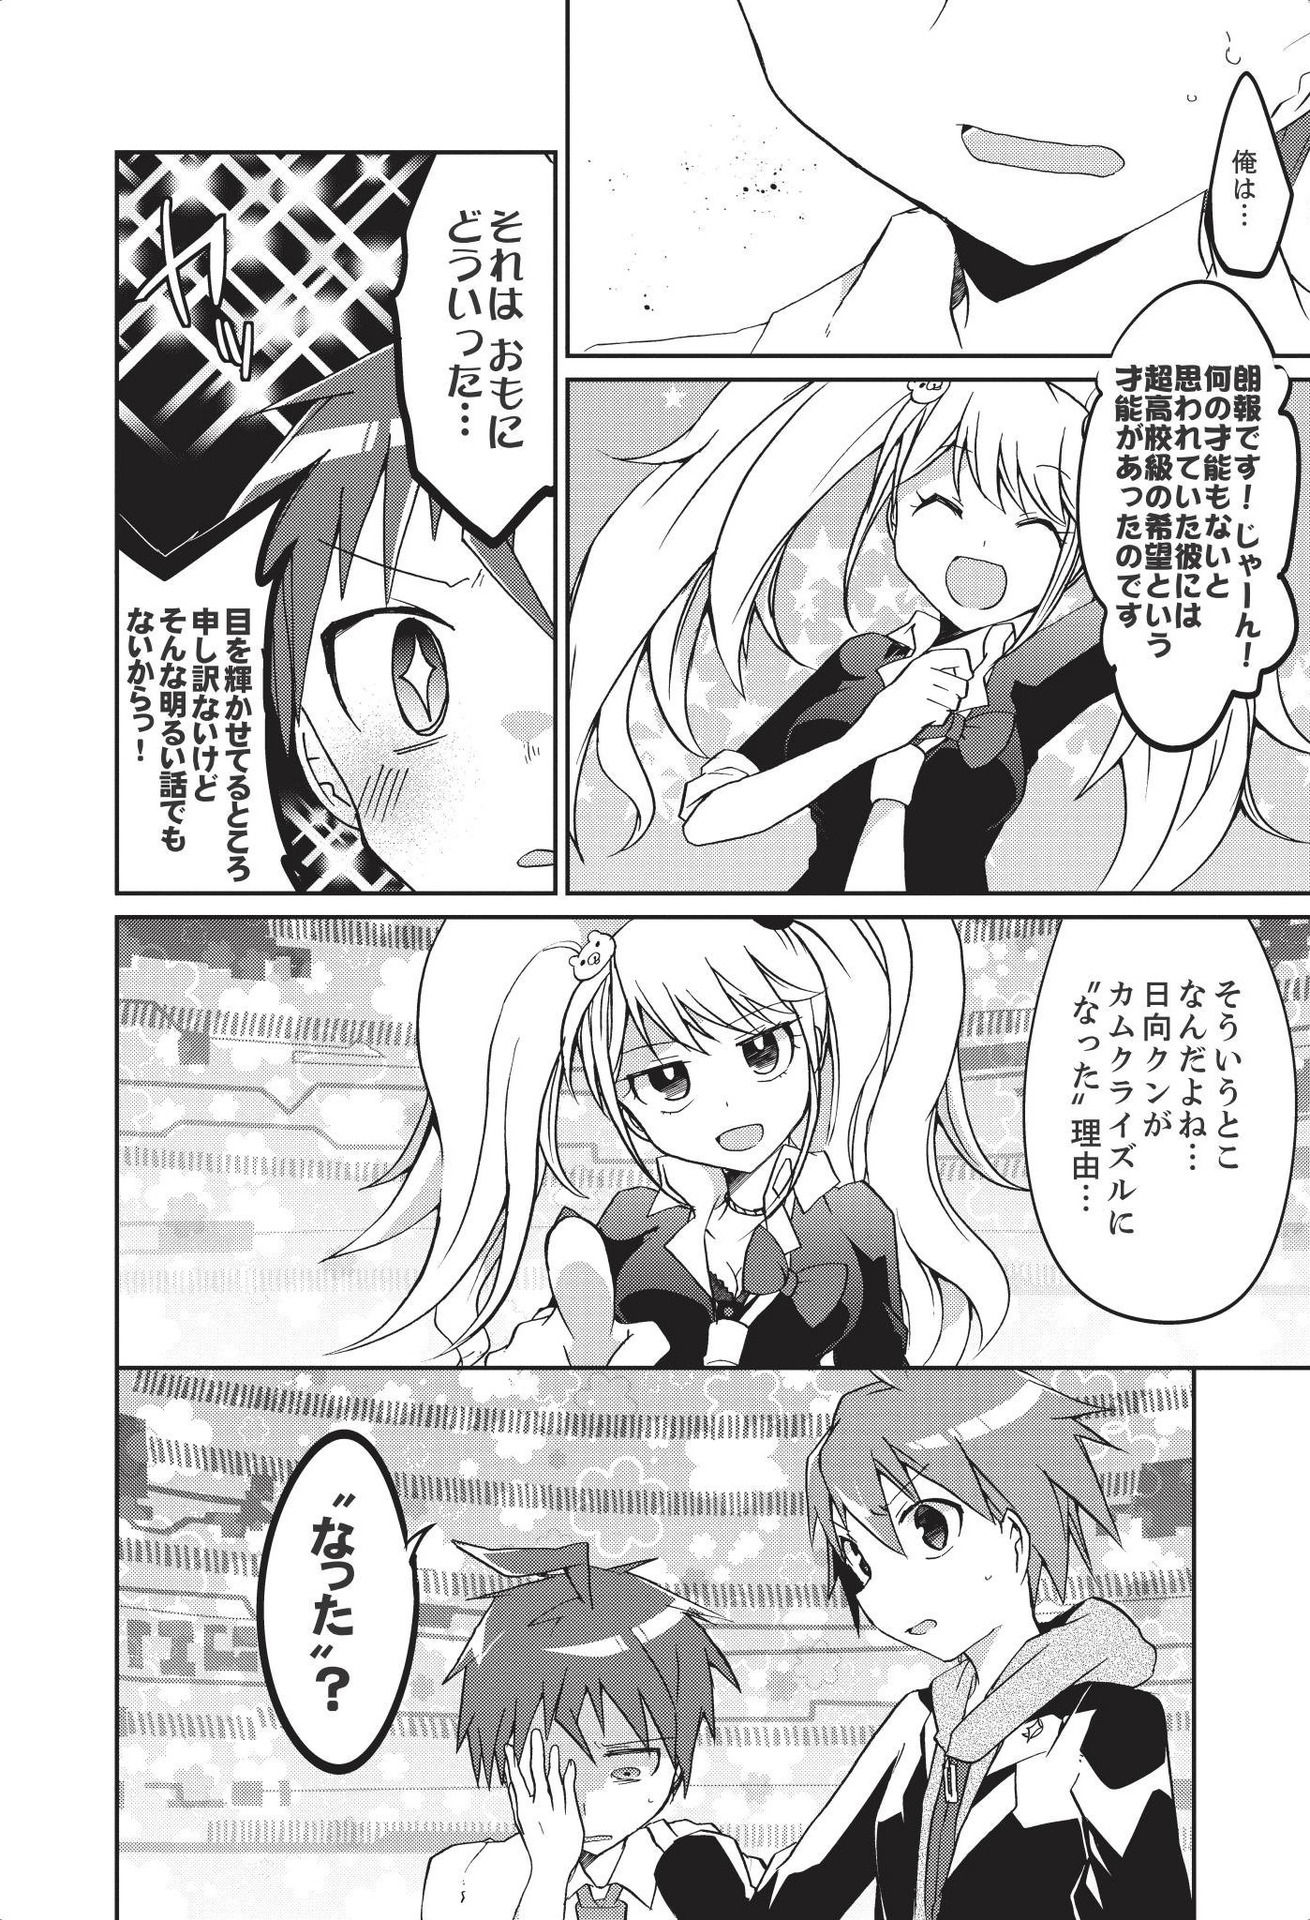 俺は…
朗報です！じゃーん！
何の才能もないと
思われていた彼には
超高校級の希望という
才能があったのです
それは おもに
どういった…
カッ
目を輝かせてるところ
申し訳ないけど
そんな明るい話でも
ないからっ！
そういうとこ
なんだよね…
日向クンが
カムクライズルに
〝なった〟理由…
〝なった〟？